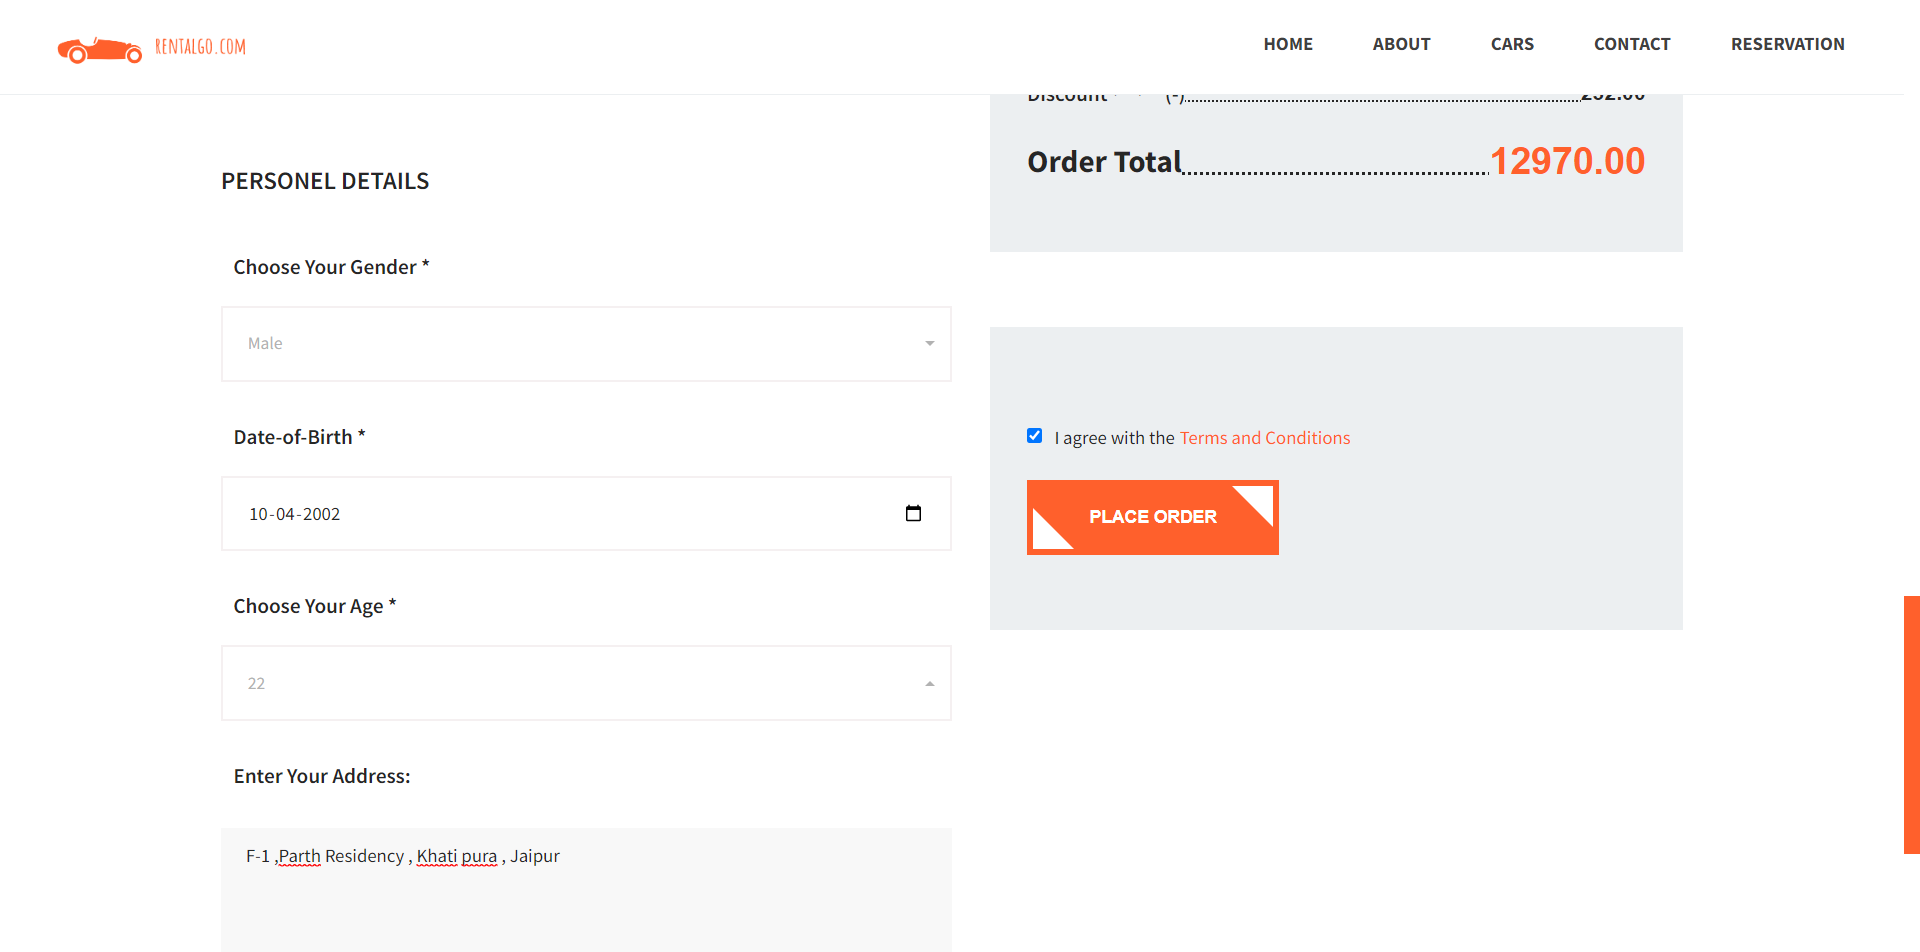 RENTALGO.COM
HOME ABOUT CARS CONTACT RESERVATION
PERSONEL DETAILS
Choose Your Gender *
Male
Date-of-Birth *
10-04-2002
Choose Your Age *
22
Enter Your Address:
F-1 ,Parth Residency , Khati pura , Jaipur
Discount (-)
Order Total 12970.00
I agree with the Terms and Conditions
PLACE ORDER